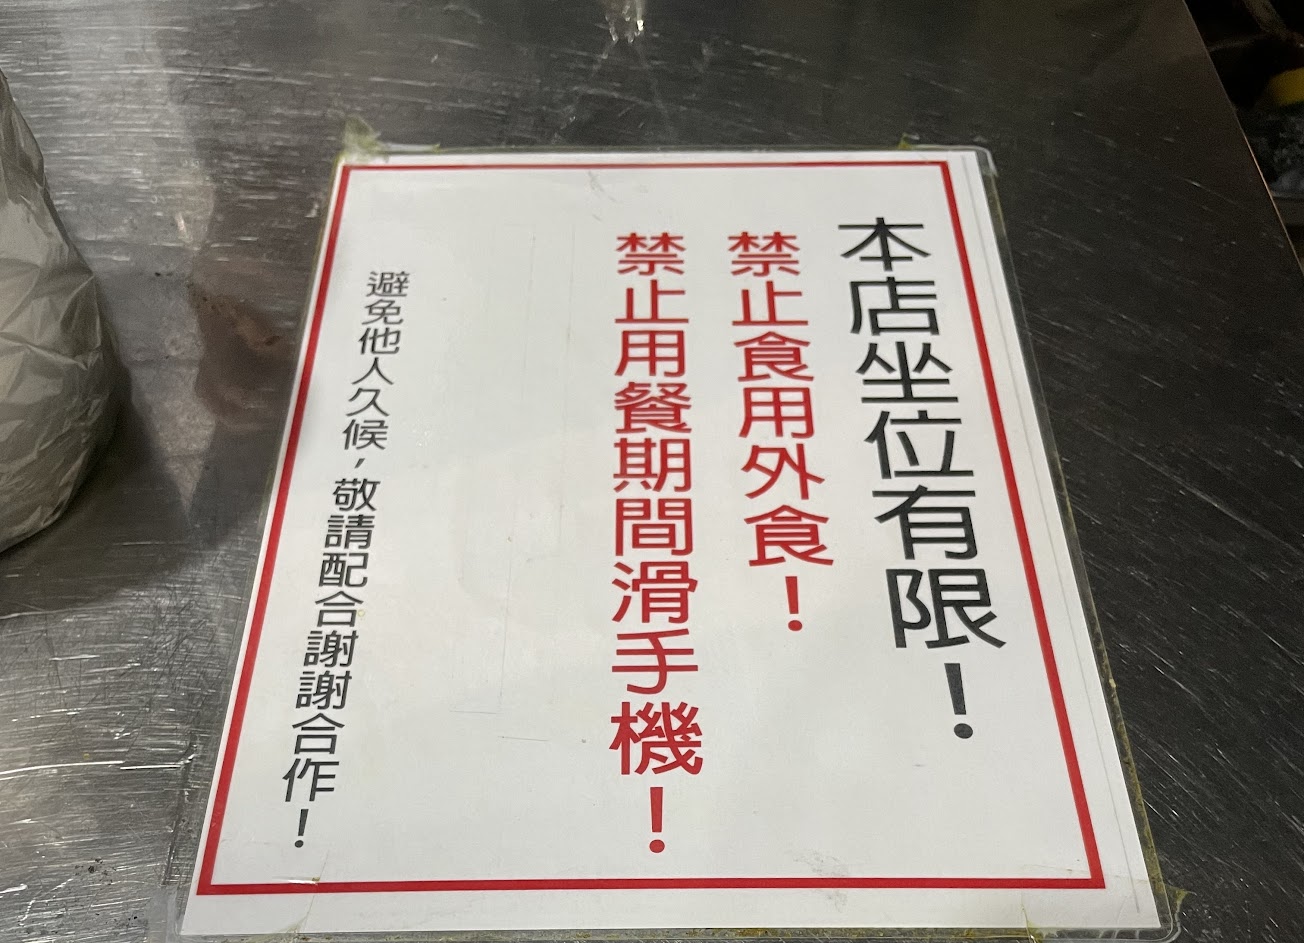 本店坐位有限！
禁止食用外食！
禁止用餐期間滑手機！
避免他人久候，敬請配合謝謝合作！